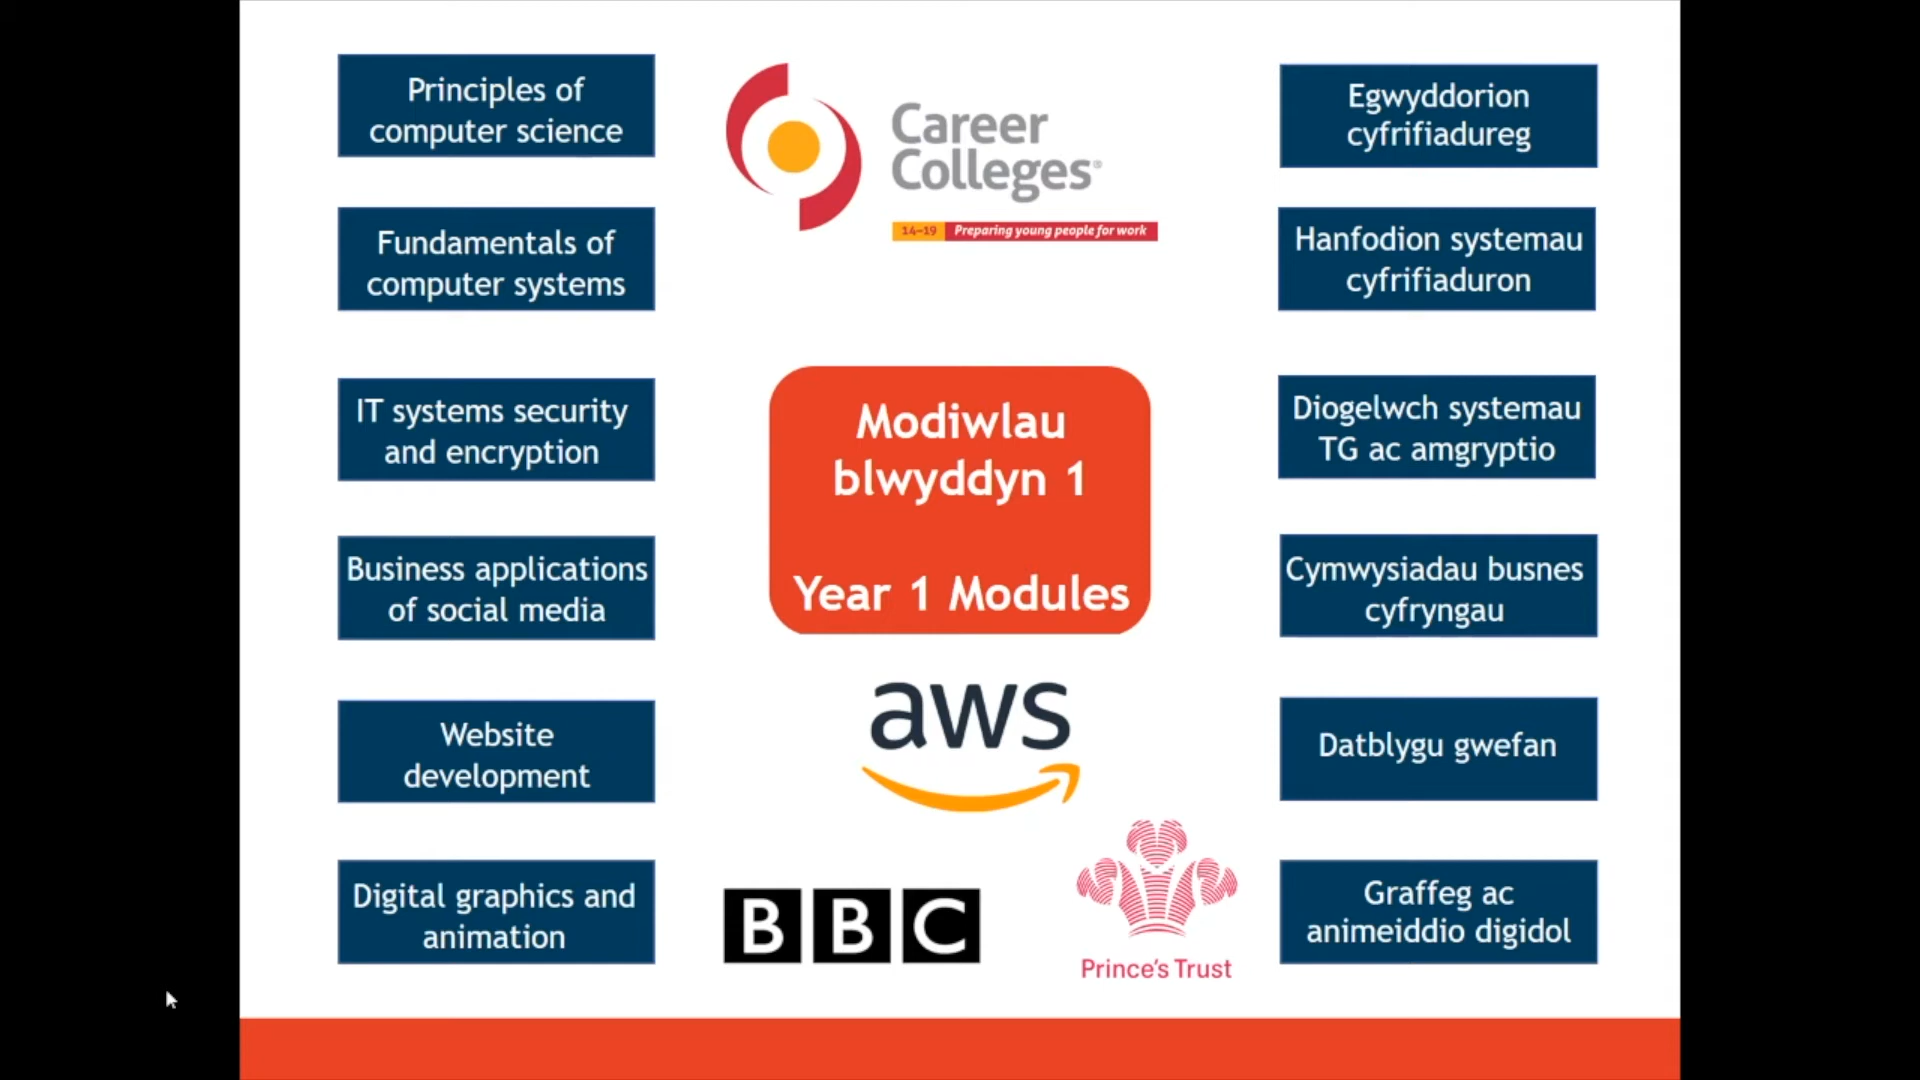 Principles of
computer science
Fundamentals of
computer systems
IT systems security
and encryption
Business applications
of social media
Website
development
Digital graphics and
animation
Career
Colleges®
14–19 Preparing young people for work
Modiwlau
blwyddyn 1
Year 1 Modules
aws
BBC
Prince's Trust
Egwyddorion
cyfrifiadureg
Hanfodion systemau
cyfrifiaduron
Diogelwch systemau
TG ac amgryptio
Cymwysiadau busnes
cyfryngau
Datblygu gwefan
Graffeg ac
animeiddio digidol